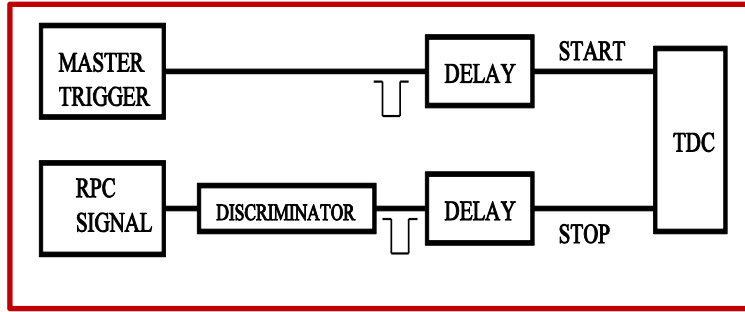 MASTER
TRIGGER
DELAY
START
TDC
RPC
SIGNAL
DISCRIMINATOR
DELAY
STOP